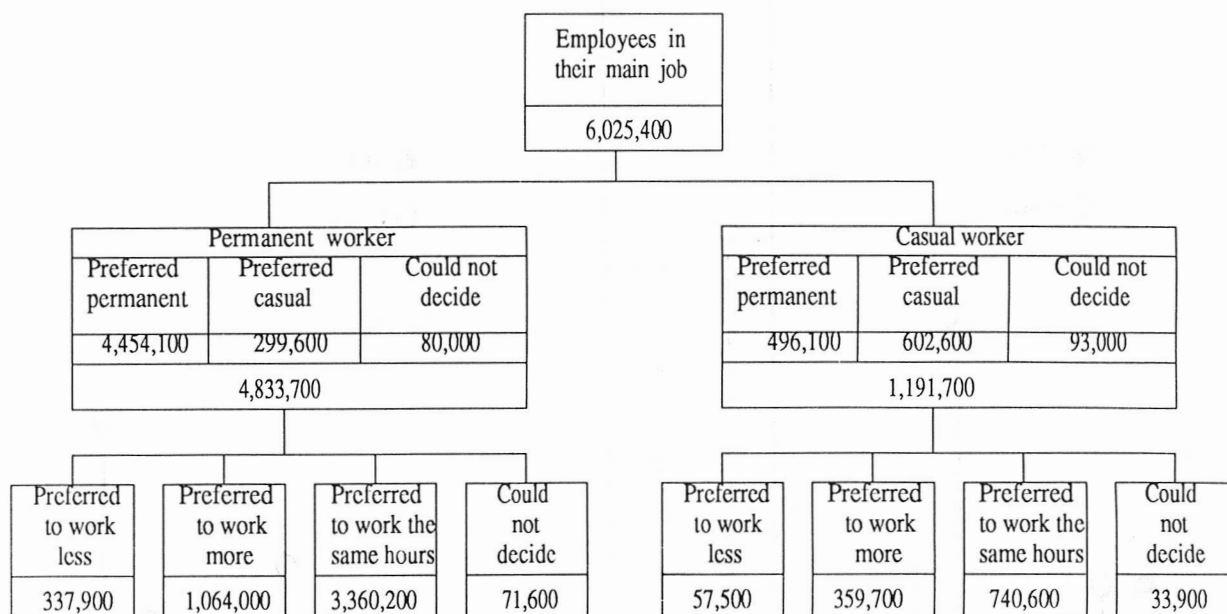 Employees in
their main job
6,025,400
Permanent worker
Preferred
permanent
Preferred
casual
Could not
decide
4,454,100
299,600
80,000
4,833,700
Casual worker
Preferred
permanent
Preferred
casual
Could not
decide
496,100
602,600
93,000
1,191,700
Preferred
to work
less
337,900
Preferred
to work
more
1,064,000
Preferred
to work the
same hours
3,360,200
Could
not
decide
71,600
Preferred
to work
less
57,500
Preferred
to work
more
359,700
Preferred
to work the
same hours
740,600
Could
not
decide
33,900